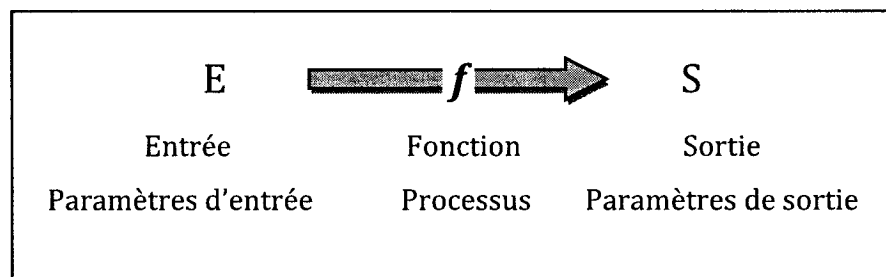 E f S
Entrée Fonction Sortie
Paramètres d'entrée Processus Paramètres de sortie